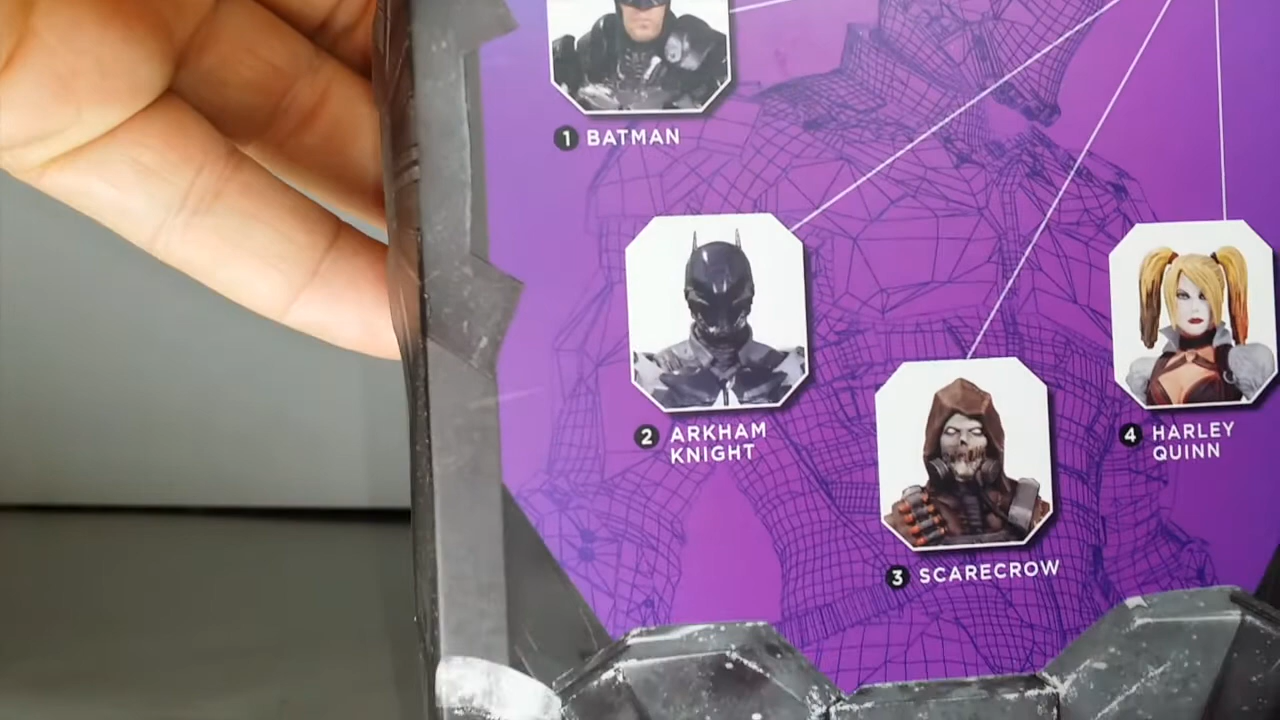 1 BATMAN
2 ARKHAM
KNIGHT
3 SCARECROW
4 HARLEY
QUINN